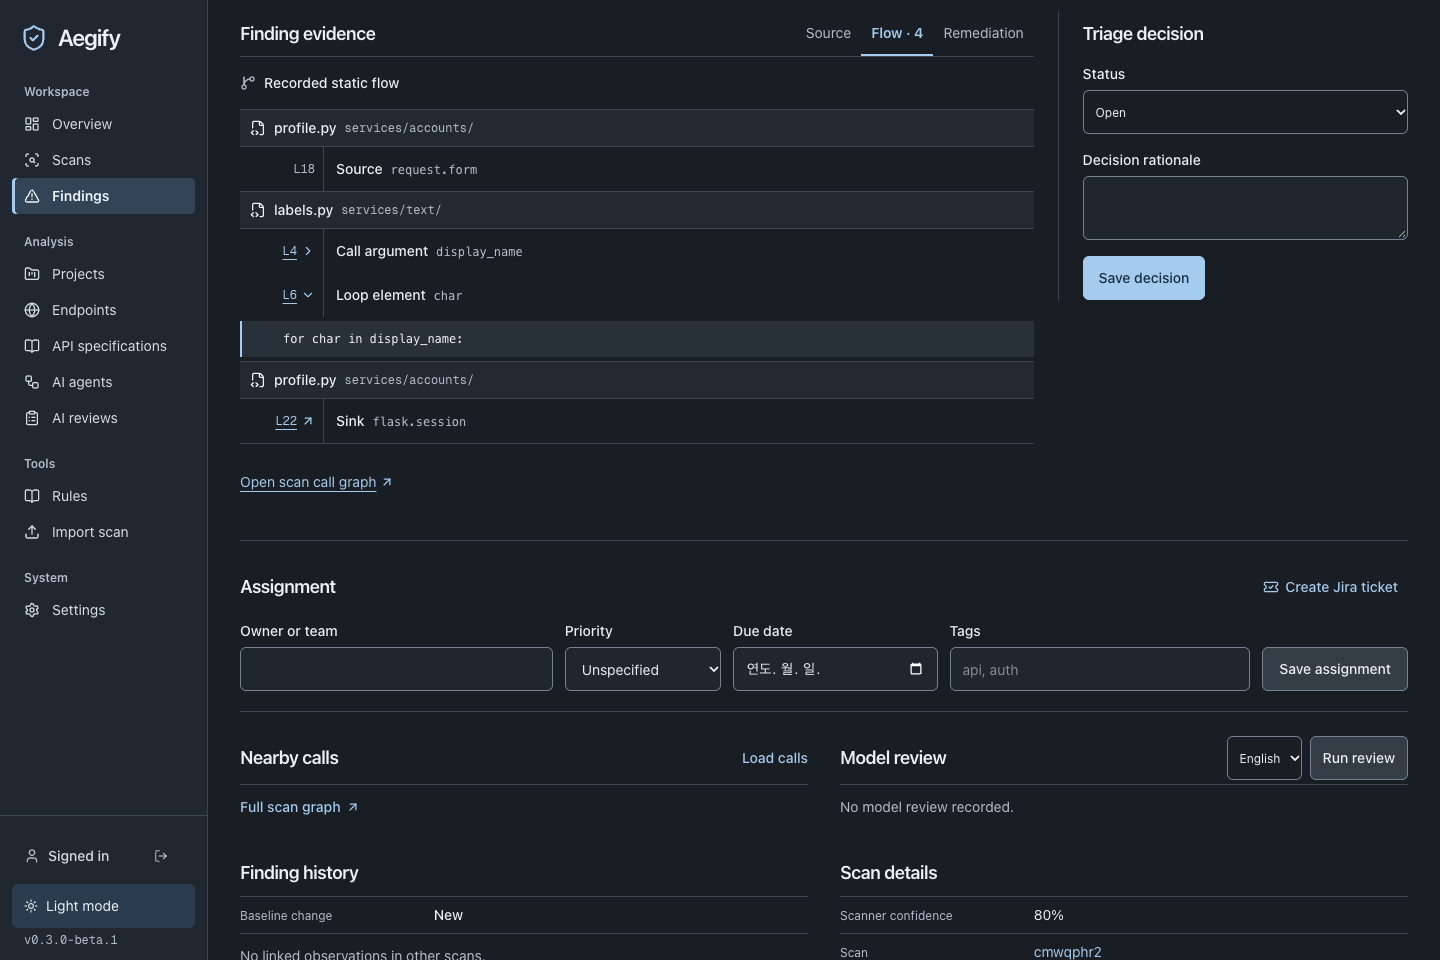 Aegify
Workspace
Overview
Scans
Findings
Analysis
Projects
Endpoints
API specifications
AI agents
AI reviews
Tools
Rules
Import scan
System
Settings
Signed in
Light mode
v0.3.0-beta.1
Finding evidence
Source Flow · 4 Remediation
Recorded static flow
profile.py services/accounts/
L18 Source request.form
labels.py services/text/
L4 Call argument display_name
L6 Loop element char
for char in display_name:
profile.py services/accounts/
L22 Sink flask.session
Open scan call graph
Triage decision
Status
Open
Decision rationale
Save decision
Assignment
Create Jira ticket
Owner or team Priority Due date Tags
Unspecified 연도. 월. 일. api, auth Save assignment
Nearby calls
Load calls
Full scan graph
Model review
English Run review
No model review recorded.
Finding history
Baseline change New
No linked observations in other scans.
Scan details
Scanner confidence 80%
Scan cmwqphr2